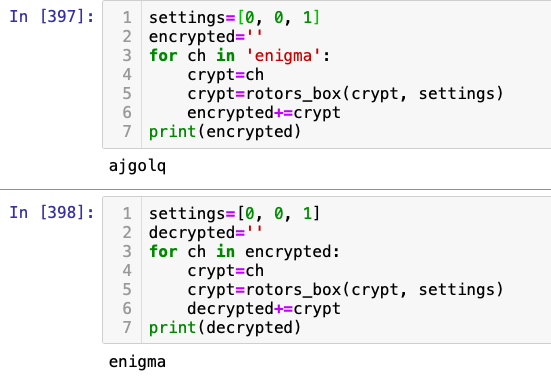 In [397]:
1 settings=[0, 0, 1]
2 encrypted=''
3 for ch in 'enigma':
4     crypt=ch
5     crypt=rotors_box(crypt, settings)
6     encrypted+=crypt
7 print(encrypted)
ajgolq
In [398]:
1 settings=[0, 0, 1]
2 decrypted=''
3 for ch in encrypted:
4     crypt=ch
5     crypt=rotors_box(crypt, settings)
6     decrypted+=crypt
7 print(decrypted)
enigma